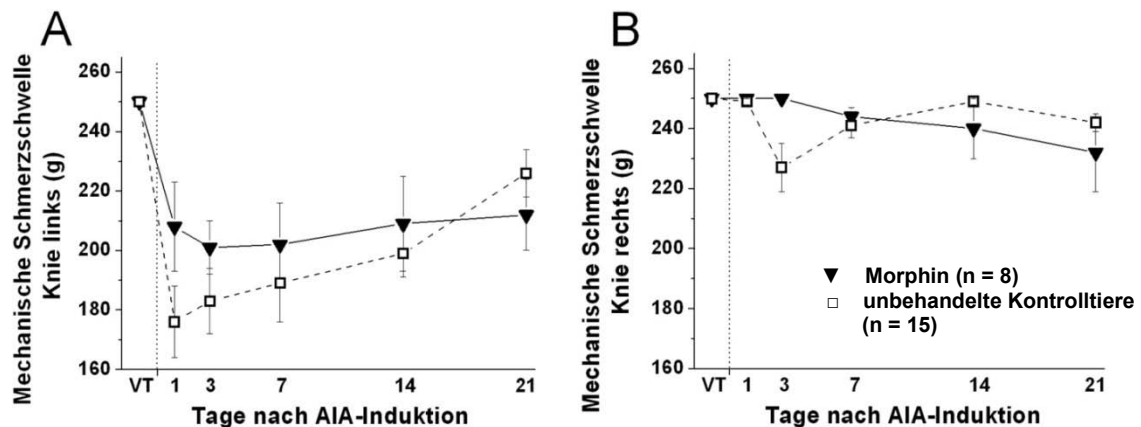 A
Mechanische Schmerzschwelle
Knie links (g)
260
240
220
200
180
160
VT 1 3 7 14 21
Tage nach AIA-Induktion
B
Mechanische Schmerzschwelle
Knie rechts (g)
260
240
220
200
180
160
Morphin (n = 8)
unbehandelte Kontrolltiere
(n = 15)
VT 1 3 7 14 21
Tage nach AIA-Induktion